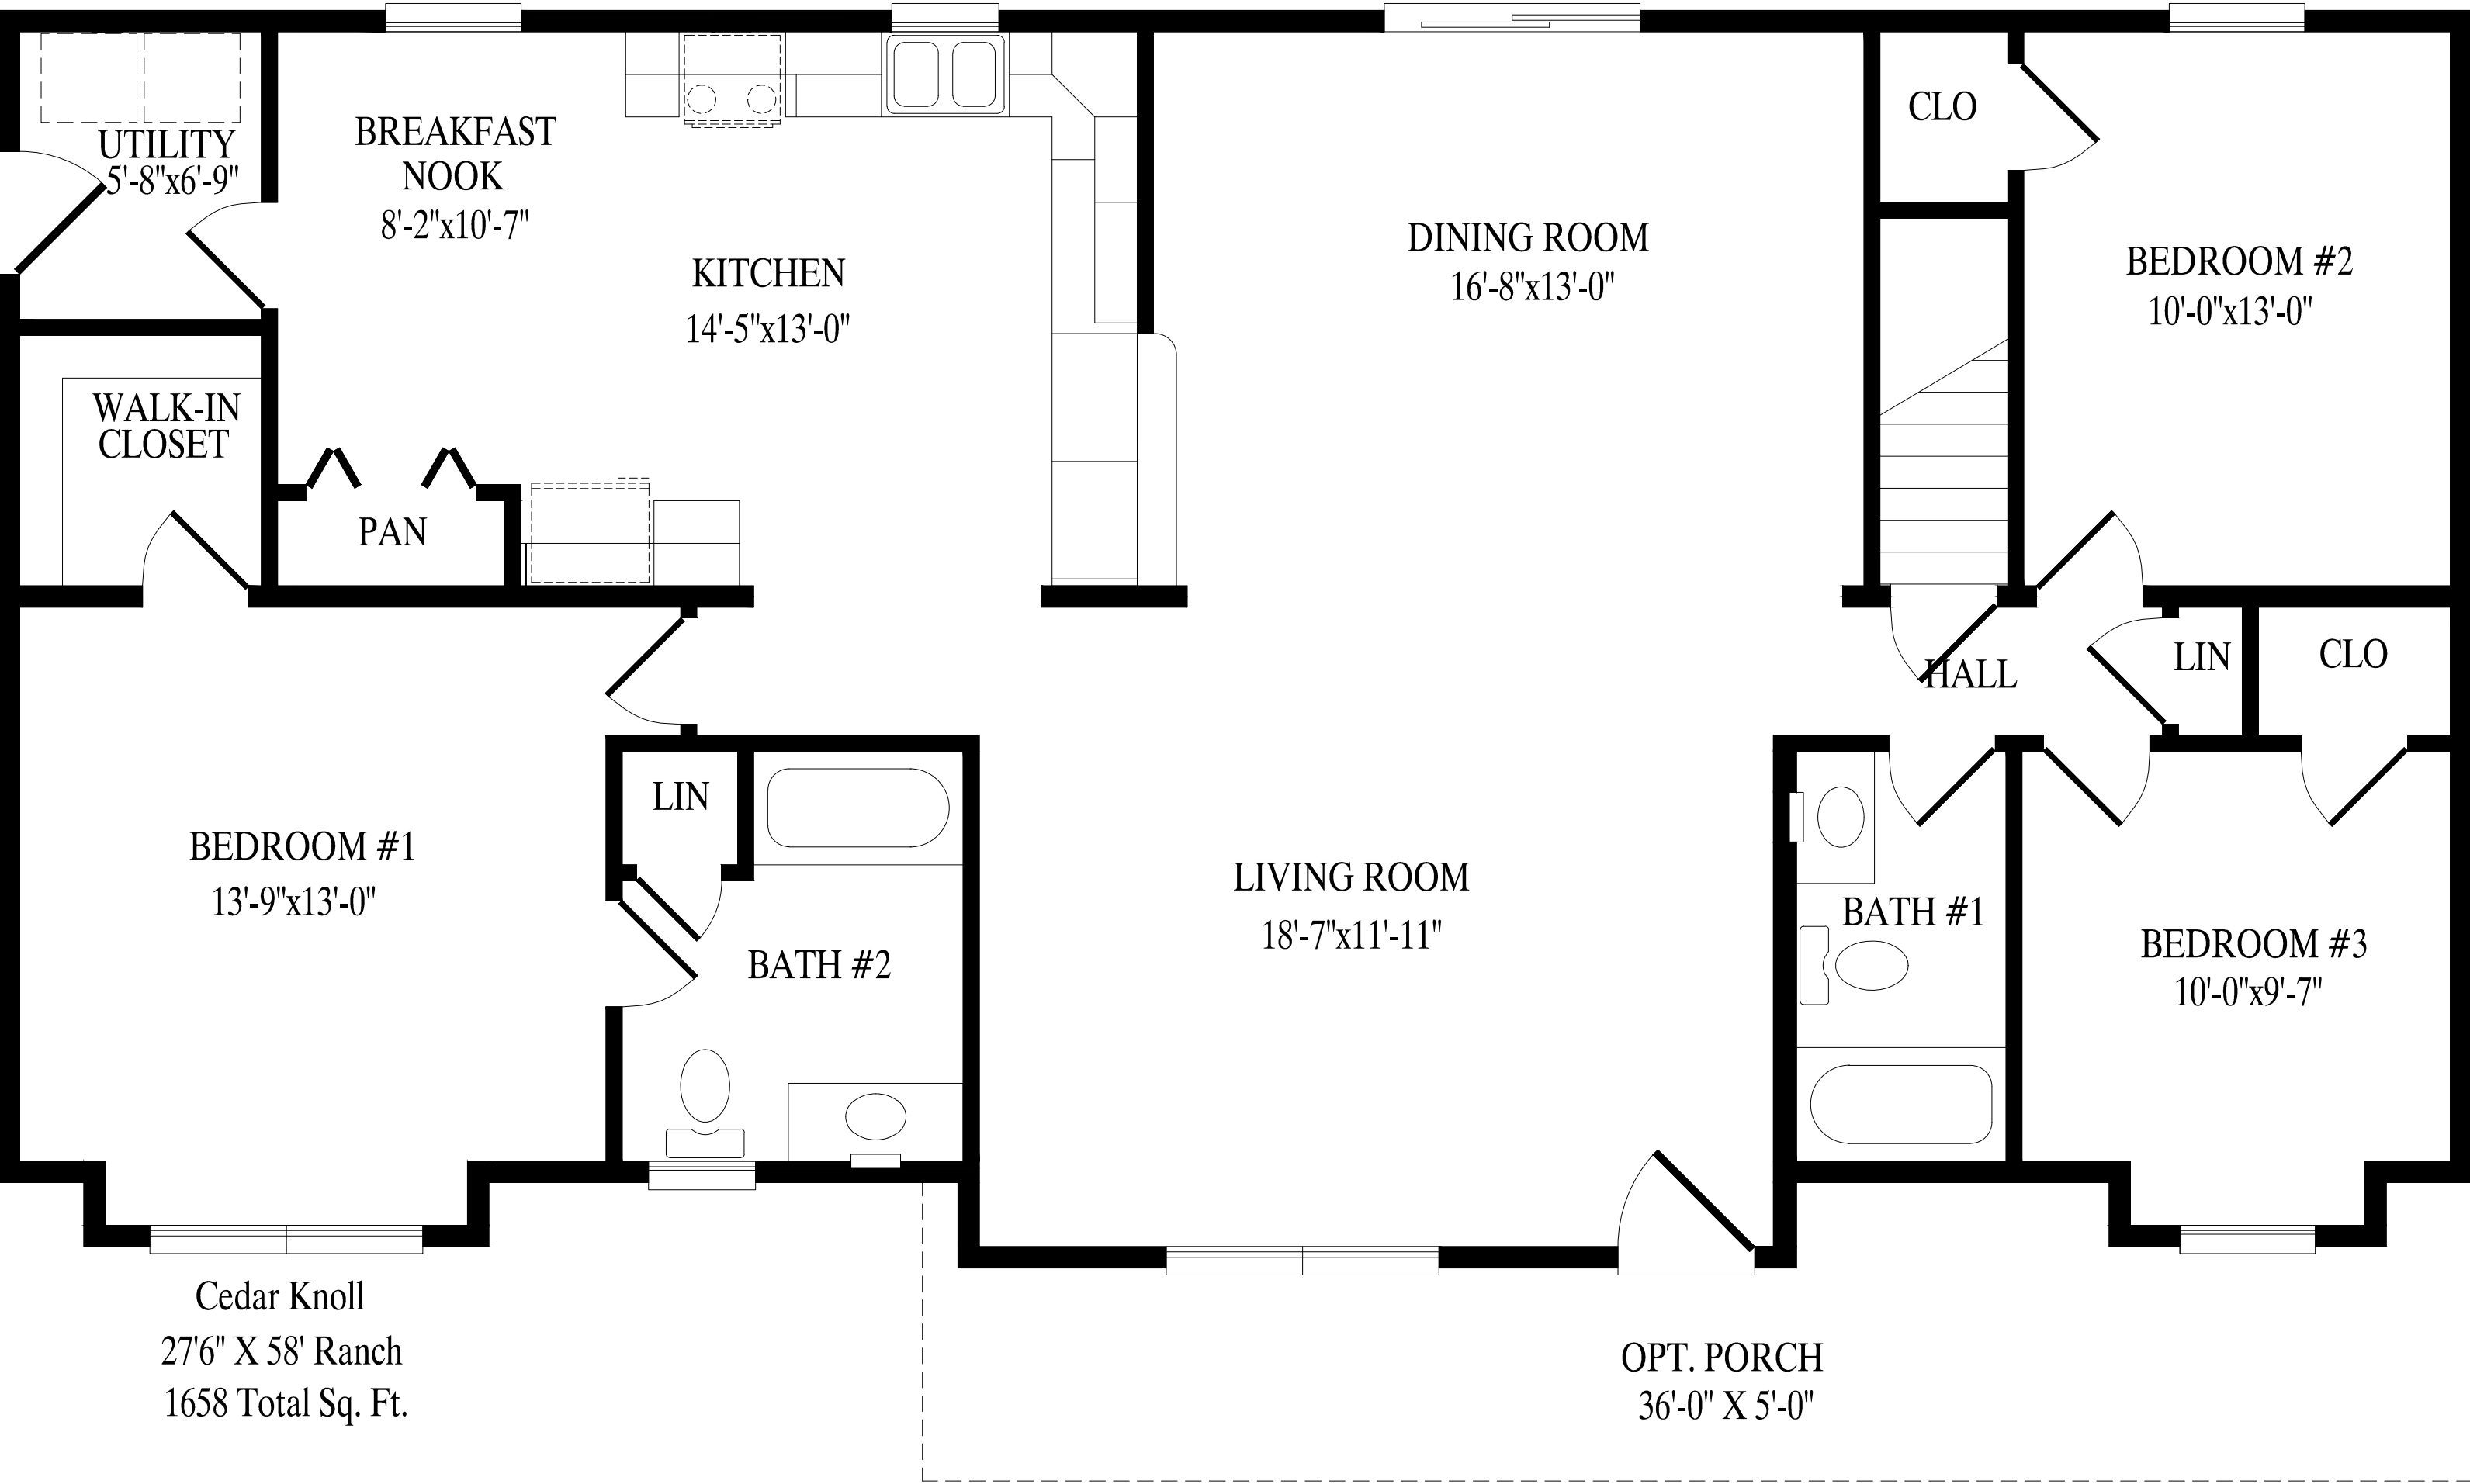 UTILITY
5'-8"x6'-9"
BREAKFAST
NOOK
8'-2"x10'-7"
KITCHEN
14'-5"x13'-0"
DINING ROOM
16'-8"x13'-0"
CLO
BEDROOM #2
10'-0"x13'-0"
WALK-IN
CLOSET
PAN
HALL
LIN
CLO
BEDROOM #1
13'-9"x13'-0"
LIN
BATH #2
LIVING ROOM
18'-7"x11'-11"
BATH #1
BEDROOM #3
10'-0"x9'-7"
Cedar Knoll
27'6" X 58' Ranch
1658 Total Sq. Ft.
OPT. PORCH
36'-0" X 5'-0"